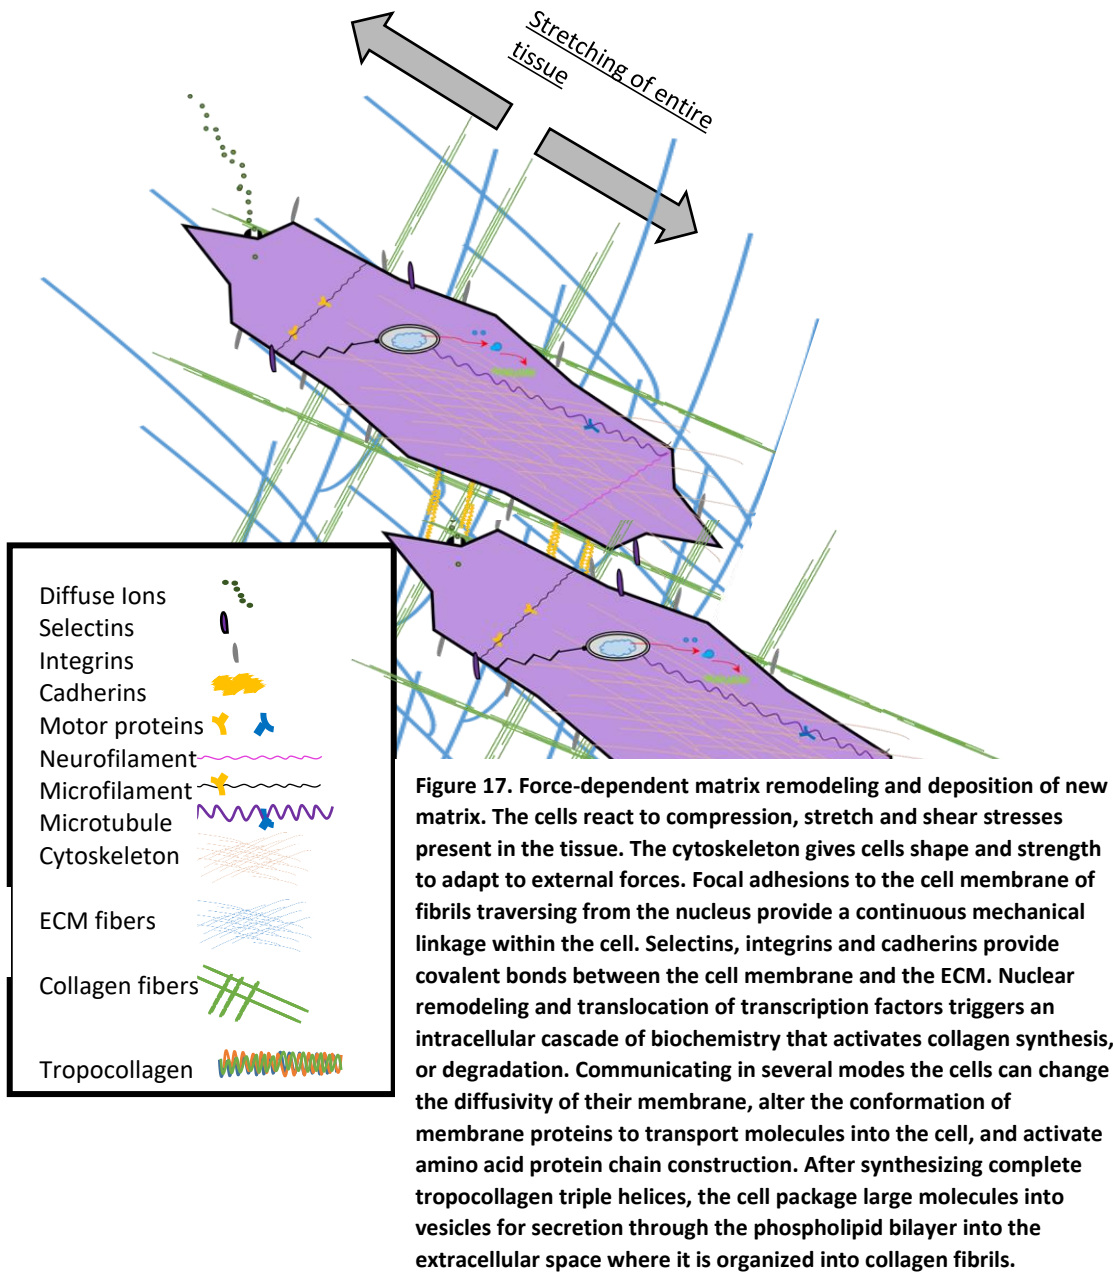 Stretching of entire
tissue
Diffuse Ions
Selectins
Integrins
Cadherins
Motor proteins
Neurofilament
Microfilament
Microtubule
Cytoskeleton
ECM fibers
Collagen fibers
Tropocollagen
Figure 17. Force-dependent matrix remodeling and deposition of new
matrix. The cells react to compression, stretch and shear stresses
present in the tissue. The cytoskeleton gives cells shape and strength
to adapt to external forces. Focal adhesions to the cell membrane of
fibrils traversing from the nucleus provide a continuous mechanical
linkage within the cell. Selectins, integrins and cadherins provide
covalent bonds between the cell membrane and the ECM. Nuclear
remodeling and translocation of transcription factors triggers an
intracellular cascade of biochemistry that activates collagen synthesis,
or degradation. Communicating in several modes the cells can change
the diffusivity of their membrane, alter the conformation of
membrane proteins to transport molecules into the cell, and activate
amino acid protein chain construction. After synthesizing complete
tropocollagen triple helices, the cell package large molecules into
vesicles for secretion through the phospholipid bilayer into the
extracellular space where it is organized into collagen fibrils.